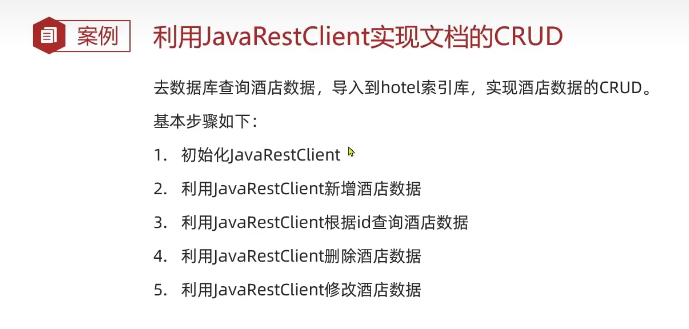 案例
利用JavaRestClient实现文档的CRUD
去数据库查询酒店数据，导入到hotel索引库，实现酒店数据的CRUD。
基本步骤如下：
1. 初始化JavaRestClient
2. 利用JavaRestClient新增酒店数据
3. 利用JavaRestClient根据id查询酒店数据
4. 利用JavaRestClient删除酒店数据
5. 利用JavaRestClient修改酒店数据